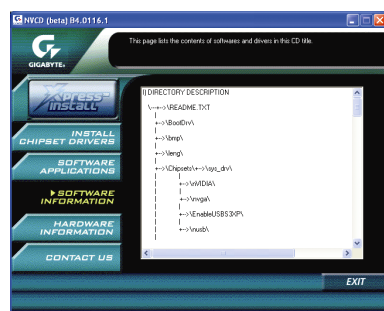 NVCD (beta) B4.0116.1
GIGABYTE™
This page lists the contents of softwares and drivers in this CD title.
Xpress-
INSTALL
INSTALL
CHIPSET DRIVERS
SOFTWARE
APPLICATIONS
SOFTWARE
INFORMATION
HARDWARE
INFORMATION
CONTACT US
I) DIRECTORY DESCRIPTION
\--+-->\README.TXT
|
+-->\BootDrv\
|
+-->\bmp\
|
+-->\leng\
|
+-->\Chipsets\+-->\sys_drv\
| |
| +-->\nVIDIA\
| |
| +-->\nvga\
| |
| +-->\EnableUSBS3XP\
| |
| +-->\nusb\
EXIT